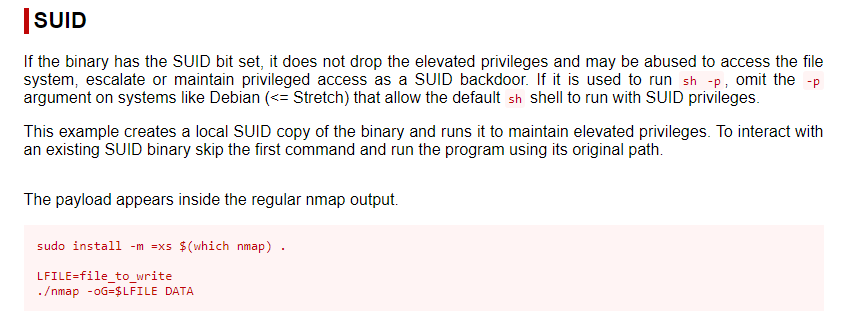 SUID
If the binary has the SUID bit set, it does not drop the elevated privileges and may be abused to access the file
system, escalate or maintain privileged access as a SUID backdoor. If it is used to run sh -p, omit the -p
argument on systems like Debian (<= Stretch) that allow the default sh shell to run with SUID privileges.
This example creates a local SUID copy of the binary and runs it to maintain elevated privileges. To interact with
an existing SUID binary skip the first command and run the program using its original path.
The payload appears inside the regular nmap output.
sudo install -m =xs $(which nmap) .
LFILE=file_to_write
./nmap -oG=$LFILE DATA